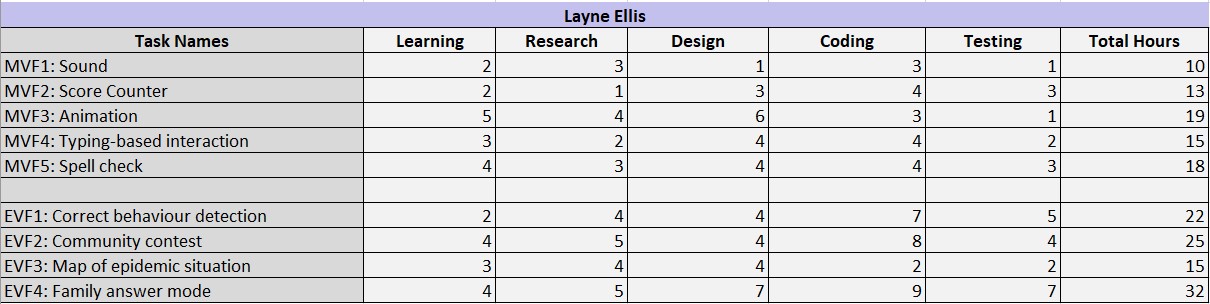 Layne Ellis
Task Names Learning Research Design Coding Testing Total Hours
MVF1: Sound 2 3 1 3 1 10
MVF2: Score Counter 2 1 3 4 3 13
MVF3: Animation 5 4 6 3 1 19
MVF4: Typing-based interaction 3 2 4 4 2 15
MVF5: Spell check 4 3 4 4 3 18
EVF1: Correct behaviour detection 2 4 4 7 5 22
EVF2: Community contest 4 5 4 8 4 25
EVF3: Map of epidemic situation 3 4 4 2 2 15
EVF4: Family answer mode 4 5 7 9 7 32